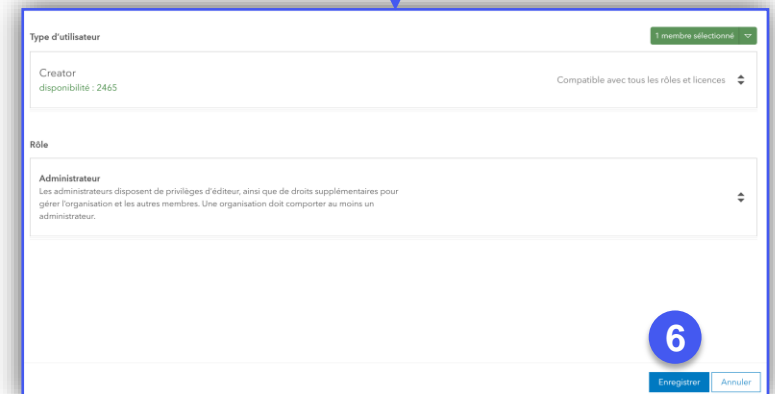 Type d'utilisateur
1 membre sélectionné
Creator
disponibilité : 2465
Compatible avec tous les rôles et licences
Rôle
Administrateur
Les administrateurs disposent de privilèges d'éditeur, ainsi que de droits supplémentaires pour
gérer l'organisation et les autres membres. Une organisation doit comporter au moins un
administrateur.
6
Enregistrer
Annuler